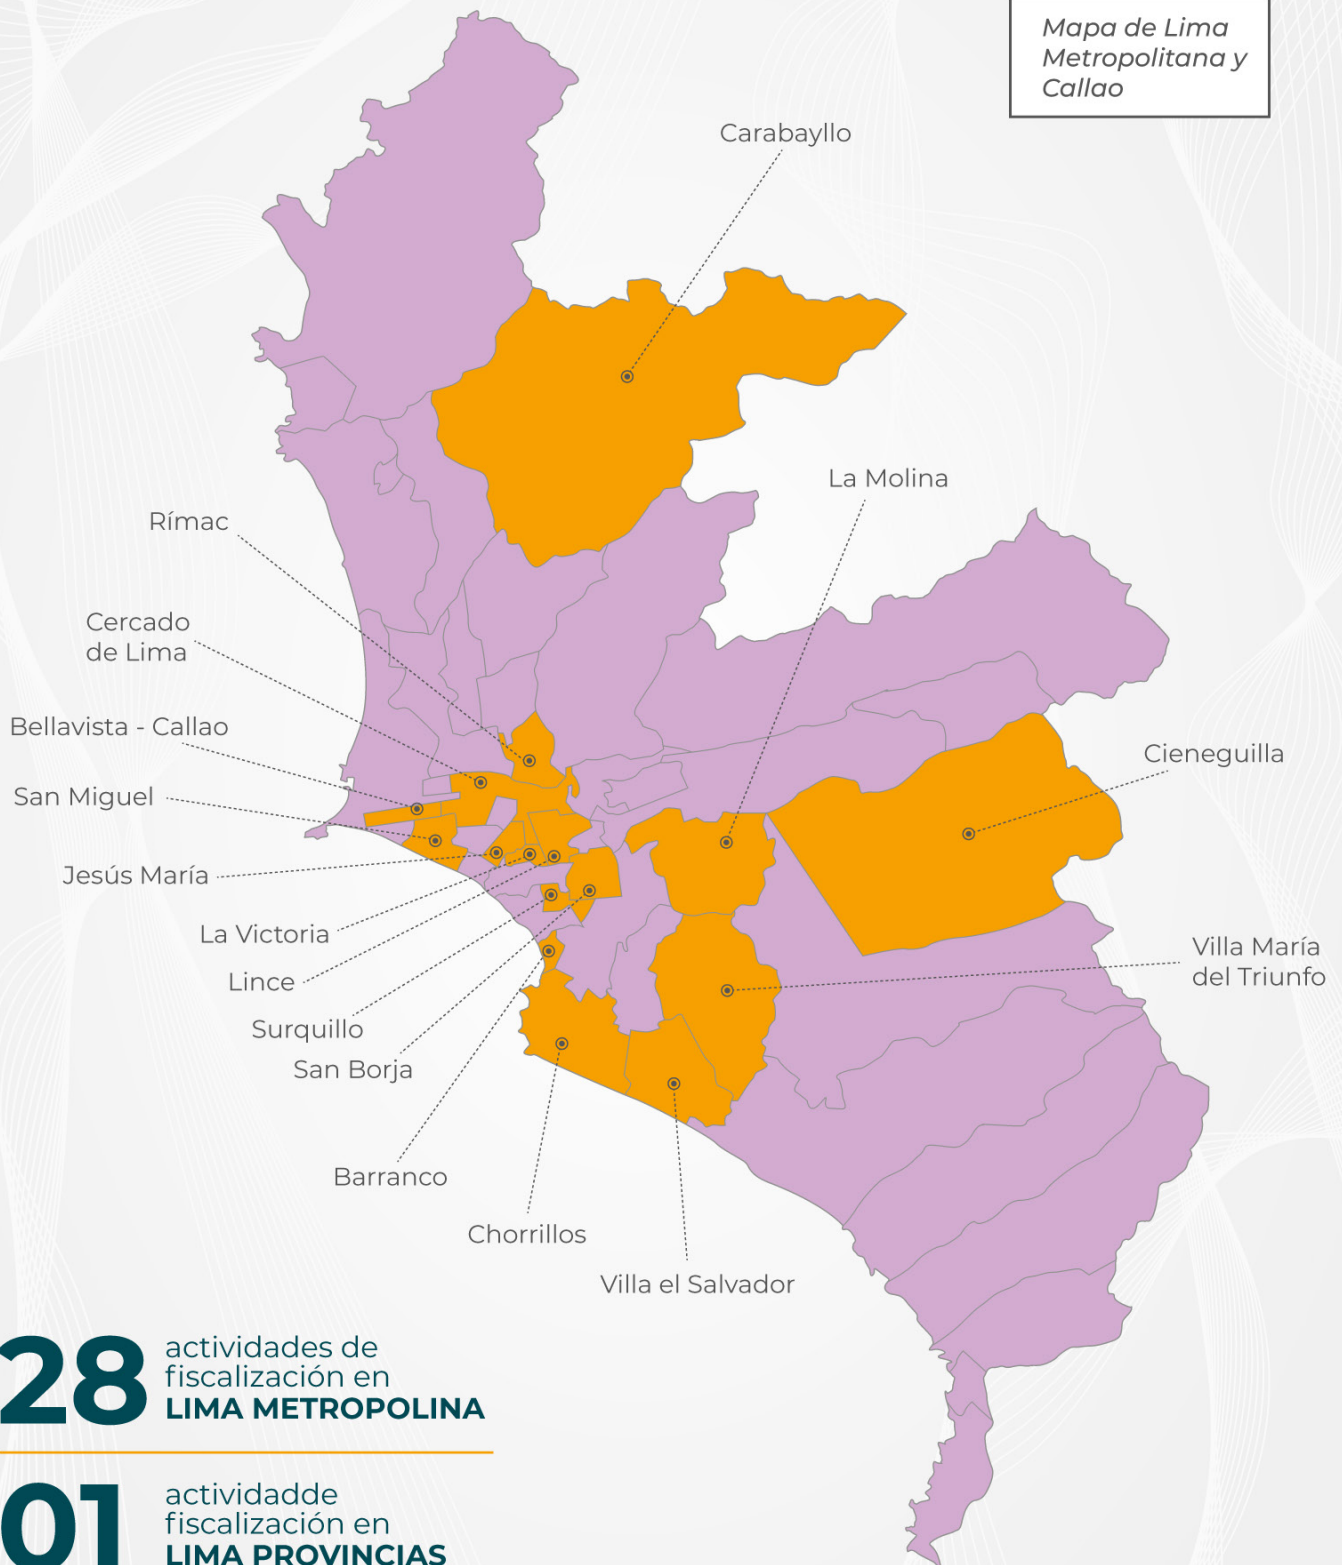 Mapa de Lima
Metropolitana y
Callao
Carabayllo
La Molina
Rímac
Cercado
de Lima
Bellavista - Callao
Cieneguilla
San Miguel
Jesús María
La Victoria
Villa María
del Triunfo
Lince
Surquillo
San Borja
Barranco
Chorrillos
Villa el Salvador
28
actividades de
fiscalización en
LIMA METROPOLINA
01
actividadde
fiscalización en
LIMA PROVINCIAS